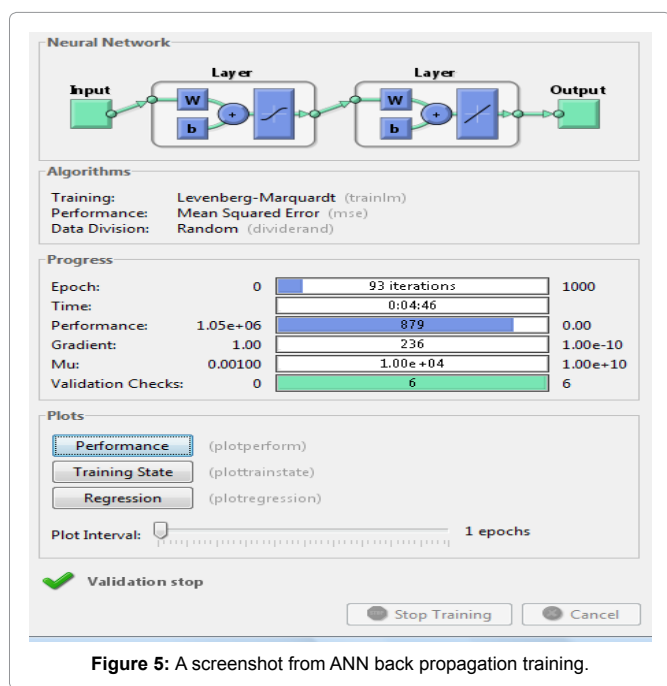 Neural Network
Layer Layer
Input Output
W W
+ +
b b
Algorithms
Training: Levenberg-Marquardt (trainlm)
Performance: Mean Squared Error (mse)
Data Division: Random (dividerand)
Progress
Epoch: 0 93 iterations 1000
Time: 0:04:46
Performance: 1.05e+06 879 0.00
Gradient: 1.00 236 1.00e-10
Mu: 0.00100 1.00e+04 1.00e+10
Validation Checks: 0 6 6
Plots
Performance (plotperform)
Training State (plottrainstate)
Regression (plotregression)
Plot Interval: 1 epochs
Validation stop
Stop Training Cancel
Figure 5: A screenshot from ANN back propagation training.